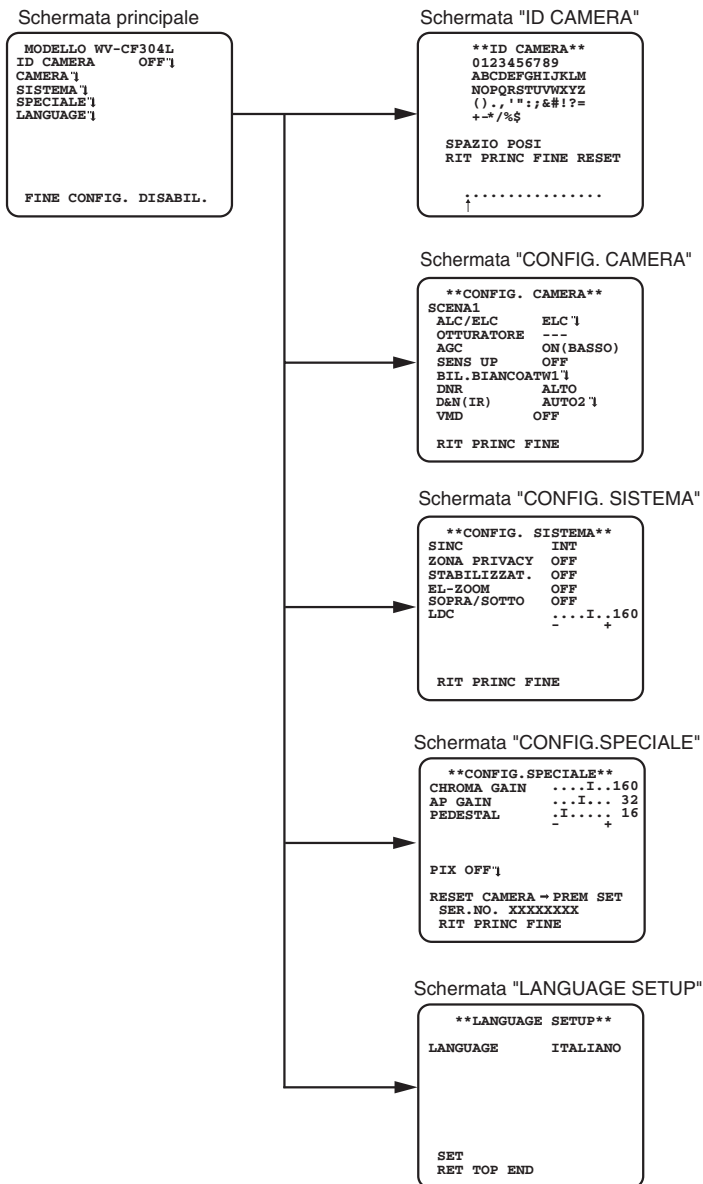 Schermata principale
MODELLO WV-CF304L
ID CAMERA OFF
CAMERA
SISTEMA
SPECIALE
LANGUAGE
FINE CONFIG. DISABIL.
Schermata "ID CAMERA"
**ID CAMERA**
0123456789
ABCDEFGHIJKLM
NOPQRSTUVWXYZ
().,'":;&#!?=
+-*/%$
SPAZIO POSI
RIT PRINC FINE RESET
................
↑
Schermata "CONFIG. CAMERA"
**CONFIG. CAMERA**
SCENA1
ALC/ELC ELC
OTTURATORE ---
AGC ON(BASSO)
SENS UP OFF
BIL.BIANCOATW1
DNR ALTO
D&N(IR) AUTO2
VMD OFF
RIT PRINC FINE
Schermata "CONFIG. SISTEMA"
**CONFIG. SISTEMA**
SINC INT
ZONA PRIVACY OFF
STABILIZZAT. OFF
EL-ZOOM OFF
SOPRA/SOTTO OFF
LDC ....I..160
- +
RIT PRINC FINE
Schermata "CONFIG.SPECIALE"
**CONFIG.SPECIALE**
CHROMA GAIN ....I..160
AP GAIN ...I... 32
PEDESTAL .I..... 16
- +
PIX OFF
RESET CAMERA → PREM SET
SER.NO. XXXXXXXX
RIT PRINC FINE
Schermata "LANGUAGE SETUP"
**LANGUAGE SETUP**
LANGUAGE ITALIANO
SET
RET TOP END